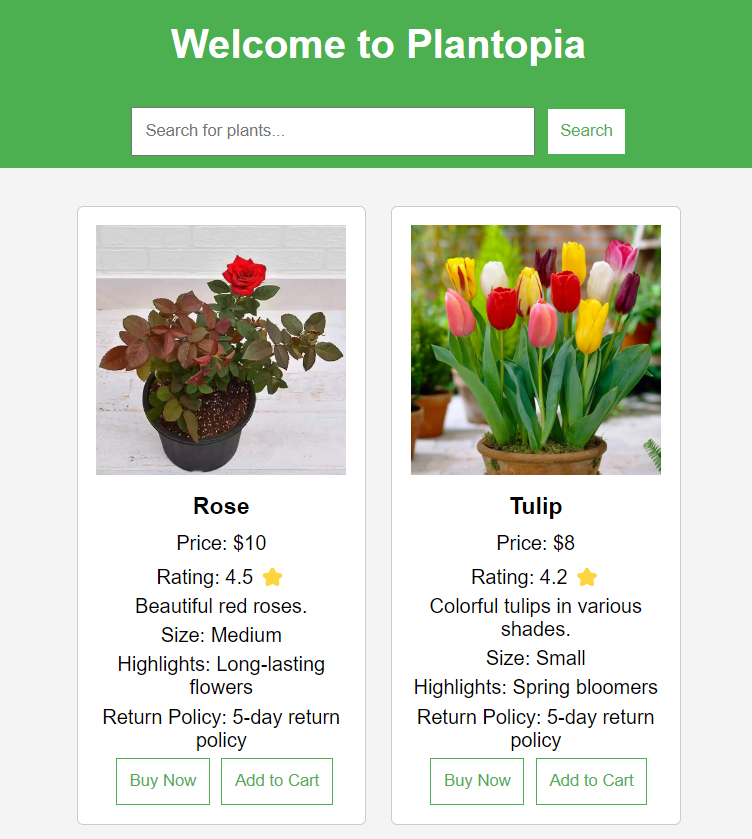 Welcome to Plantopia
Search for plants...
Search
Rose
Price: $10
Rating: 4.5
Beautiful red roses.
Size: Medium
Highlights: Long-lasting
flowers
Return Policy: 5-day return
policy
Buy Now
Add to Cart
Tulip
Price: $8
Rating: 4.2
Colorful tulips in various
shades.
Size: Small
Highlights: Spring bloomers
Return Policy: 5-day return
policy
Buy Now
Add to Cart